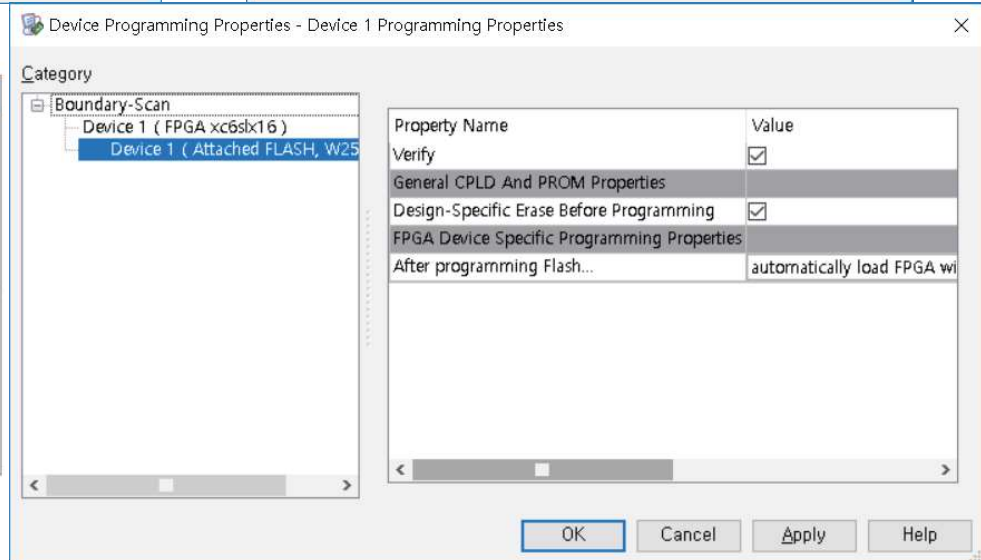 Device Programming Properties - Device 1 Programming Properties
Category
Boundary-Scan
Device 1 ( FPGA xc6slx16 )
Device 1 ( Attached FLASH, W25
Property Name Value
Verify
General CPLD And PROM Properties
Design-Specific Erase Before Programming
FPGA Device Specific Programming Properties
After programming Flash... automatically load FPGA wi
OK Cancel Apply Help